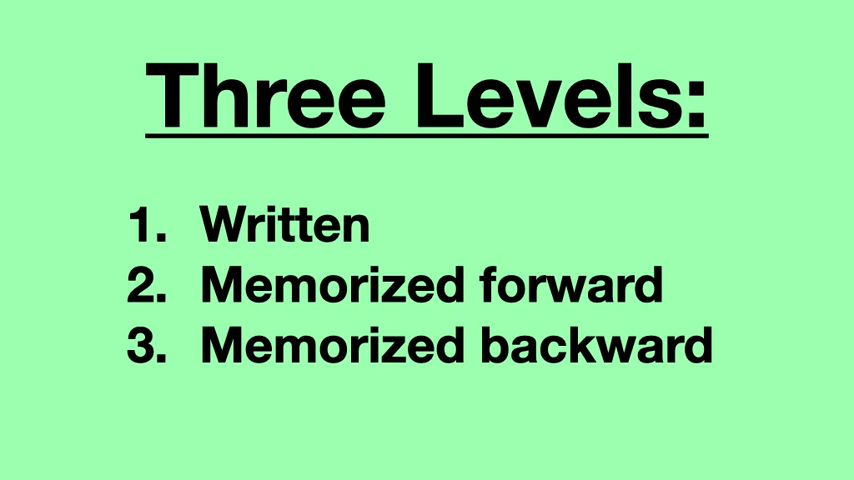 Three Levels:
1. Written
2. Memorized forward
3. Memorized backward